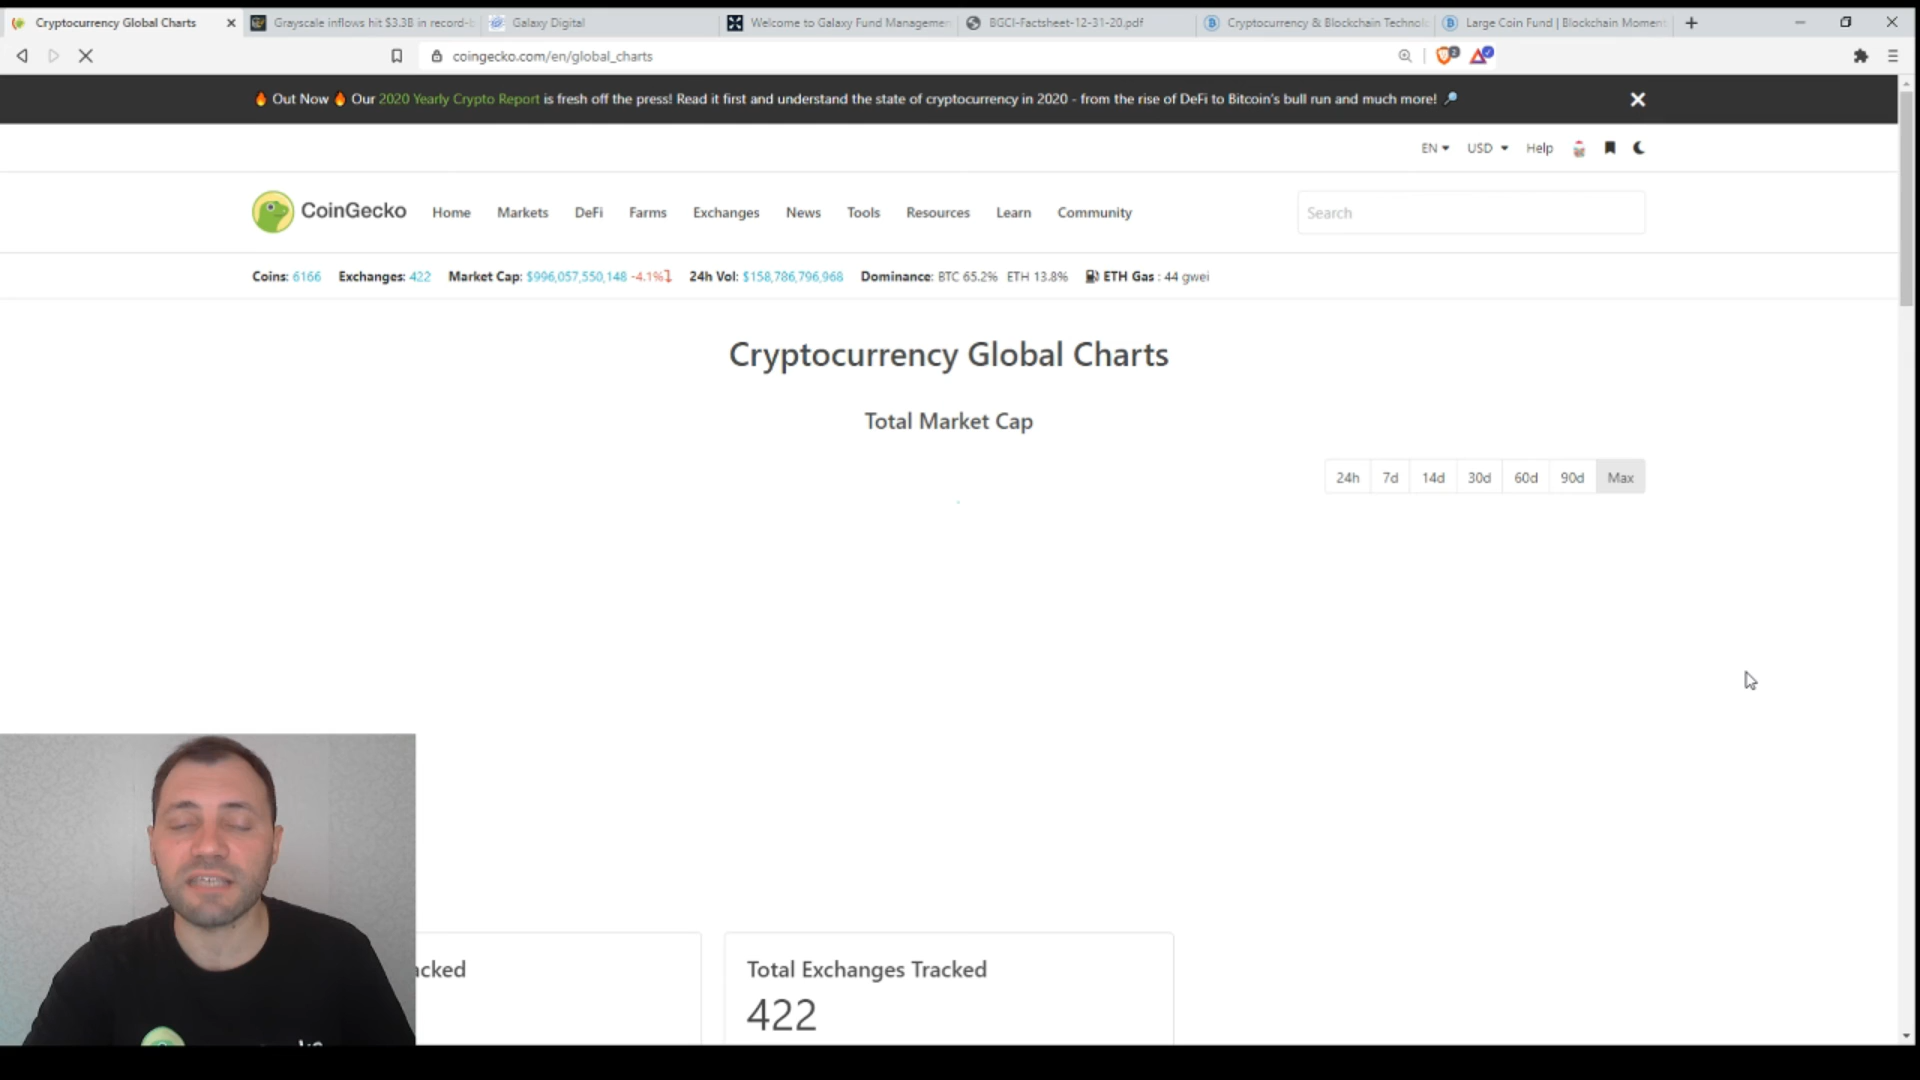 Cryptocurrency Global Charts
Grayscale inflows hit $3.3B in record-b
Galaxy Digital
Welcome to Galaxy Fund Managemen
BGCI-Factsheet-12-31-20.pdf
Cryptocurrency & Blockchain Technol
Large Coin Fund | Blockchain Moment
coingecko.com/en/global_charts
Out Now Our 2020 Yearly Crypto Report is fresh off the press! Read it first and understand the state of cryptocurrency in 2020 - from the rise of DeFi to Bitcoin's bull run and much more!
EN USD Help
CoinGecko Home Markets DeFi Farms Exchanges News Tools Resources Learn Community Search
Coins: 6166 Exchanges: 422 Market Cap: $996,057,550,148 -4.1% 24h Vol: $158,786,796,968 Dominance: BTC 65.2% ETH 13.8% ETH Gas : 44 gwei
Cryptocurrency Global Charts
Total Market Cap
24h 7d 14d 30d 60d 90d Max
acked
Total Exchanges Tracked
422